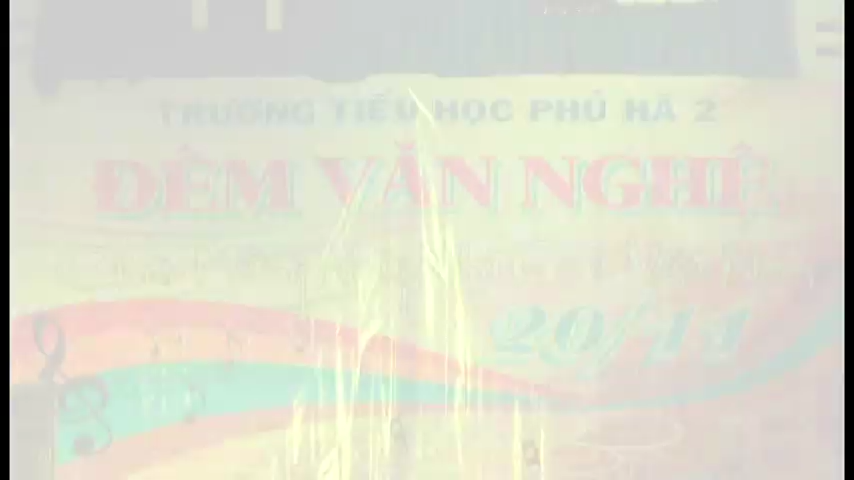 TRƯỜNG TIỂU HỌC PHÚ HÀ 2
ĐÊM VĂN NGHỆ
20/11